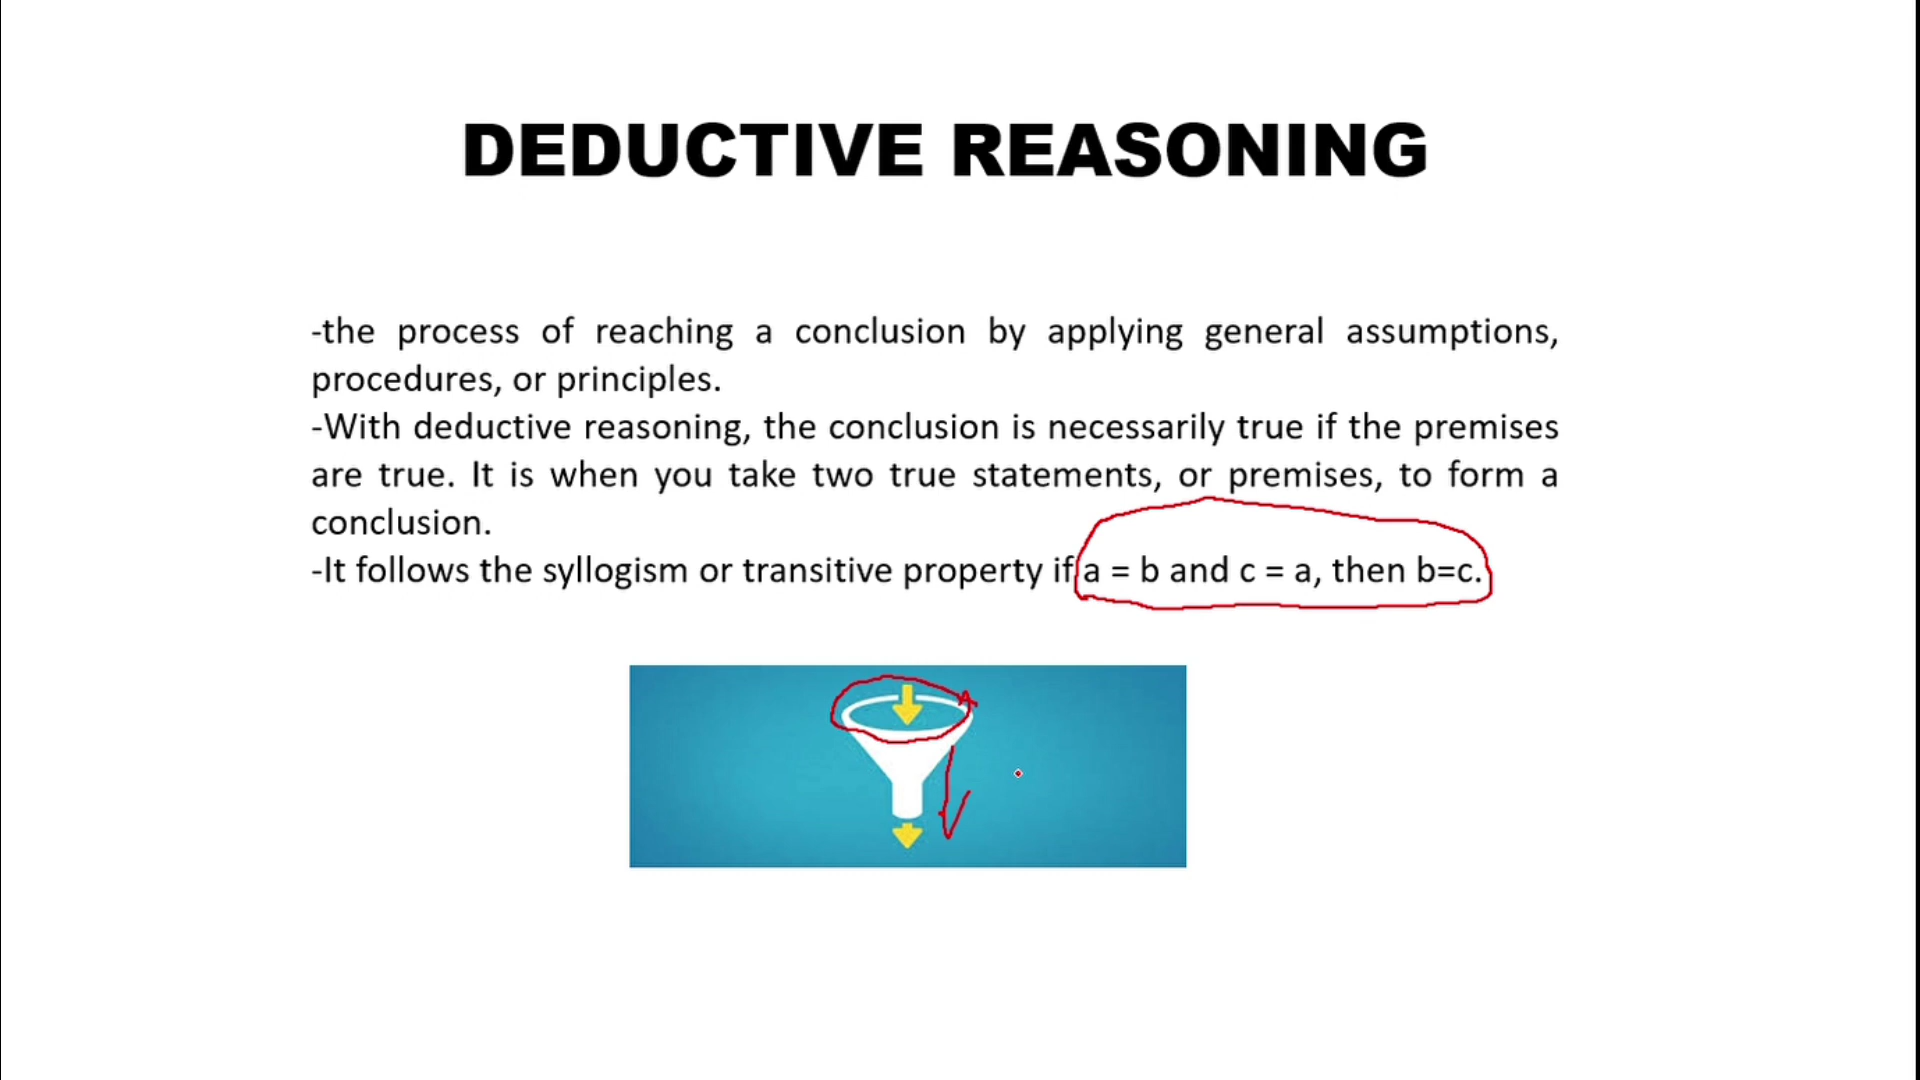 DEDUCTIVE REASONING
-the process of reaching a conclusion by applying general assumptions,
procedures, or principles.
-With deductive reasoning, the conclusion is necessarily true if the premises
are true. It is when you take two true statements, or premises, to form a
conclusion.
-It follows the syllogism or transitive property if a = b and c = a, then b=c.